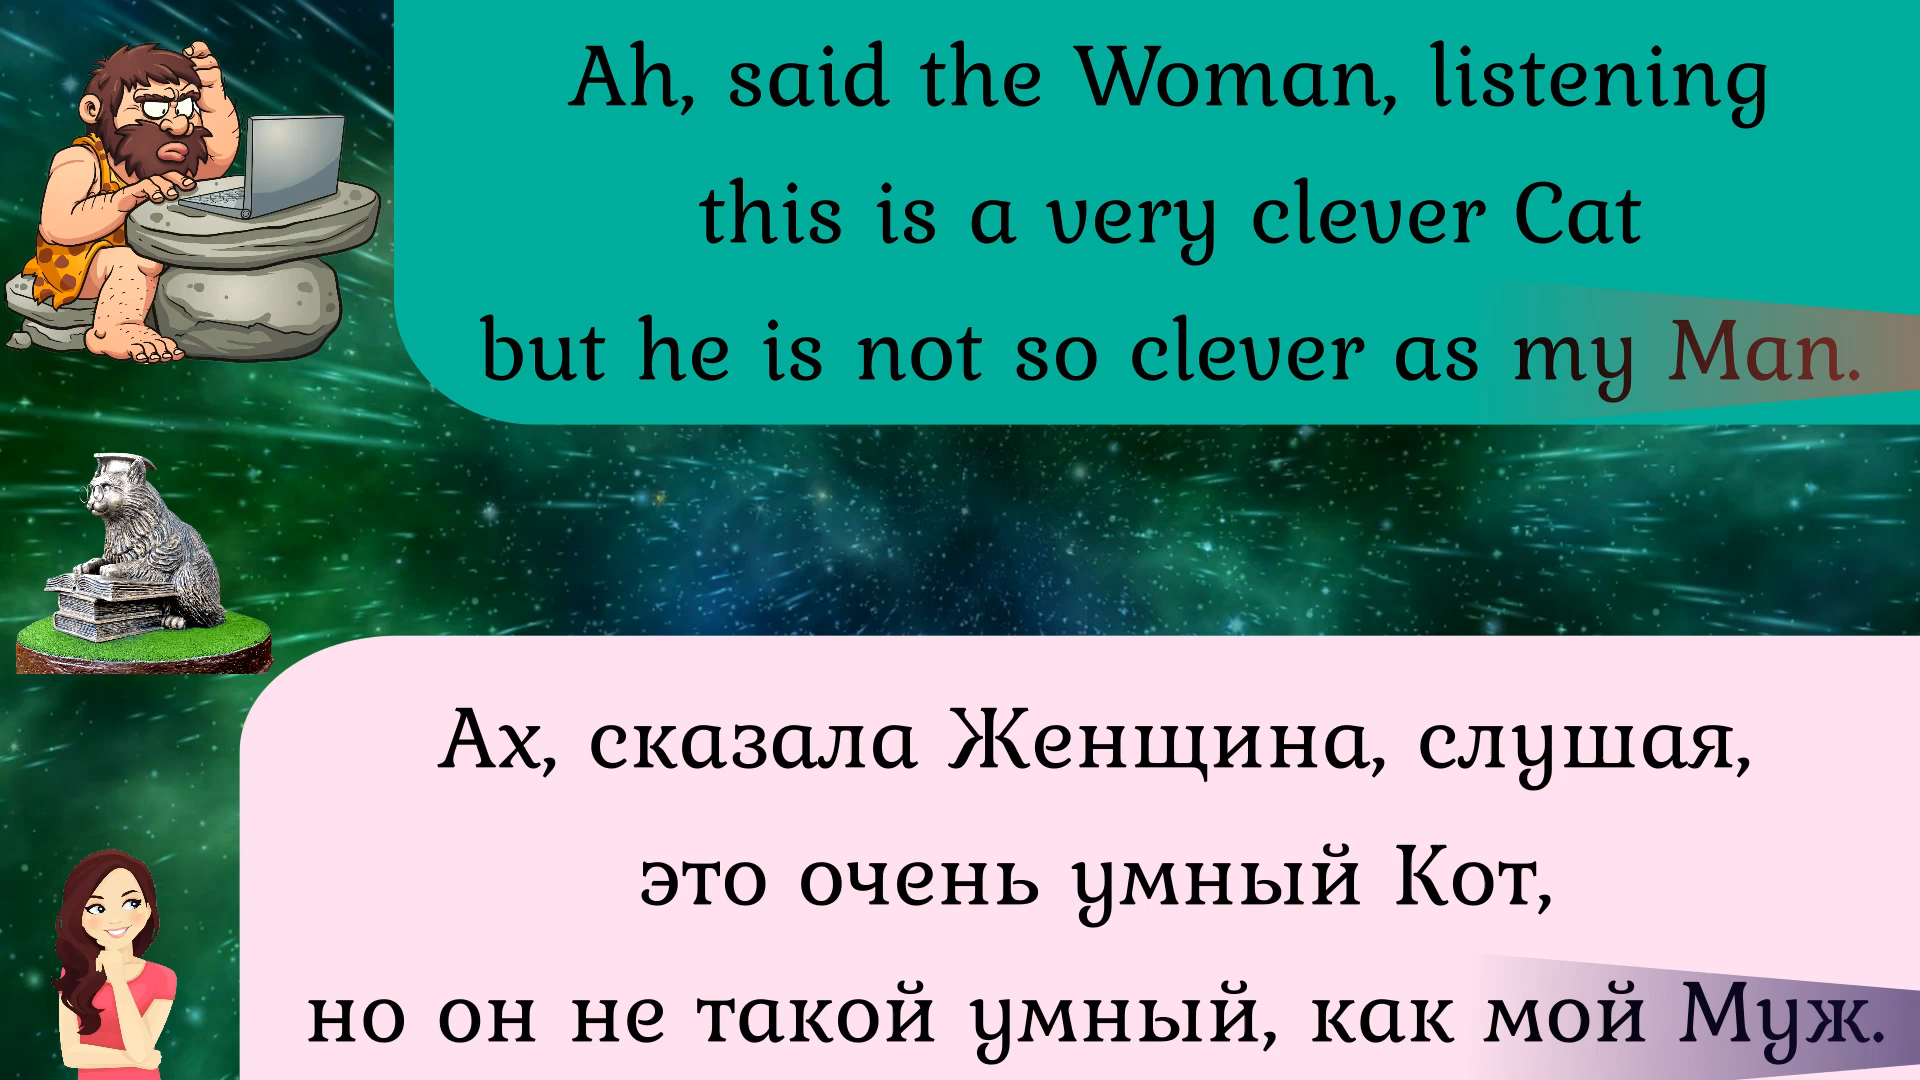 Ah, said the Woman, listening
this is a very clever Cat
but he is not so clever as my Man.
Ах, сказала Женщина, слушая,
это очень умный Кот,
но он не такой умный, как мой Муж.